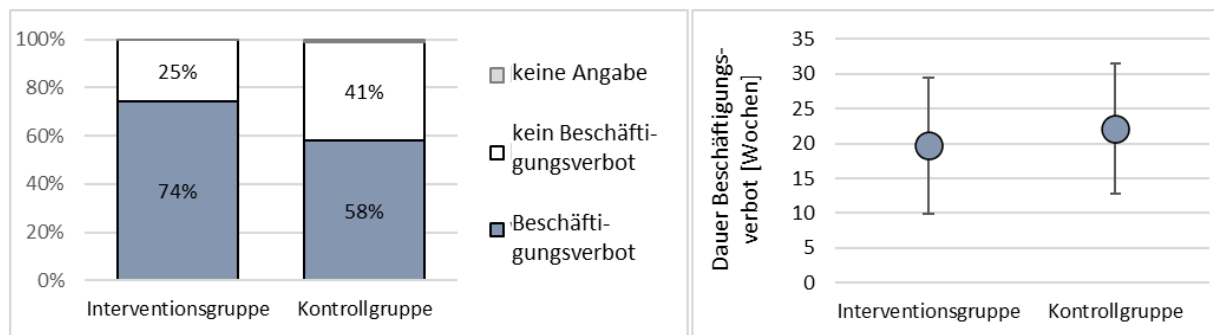 100%
80%
60%
40%
20%
0%
25%
74%
41%
58%
Interventionsgruppe
Kontrollgruppe
keine Angabe
kein Beschäfti-
gungsverbot
Beschäfti-
gungsverbot
Dauer Beschäftigungs-
verbot [Wochen]
35
30
25
20
15
10
5
0
Interventionsgruppe
Kontrollgruppe